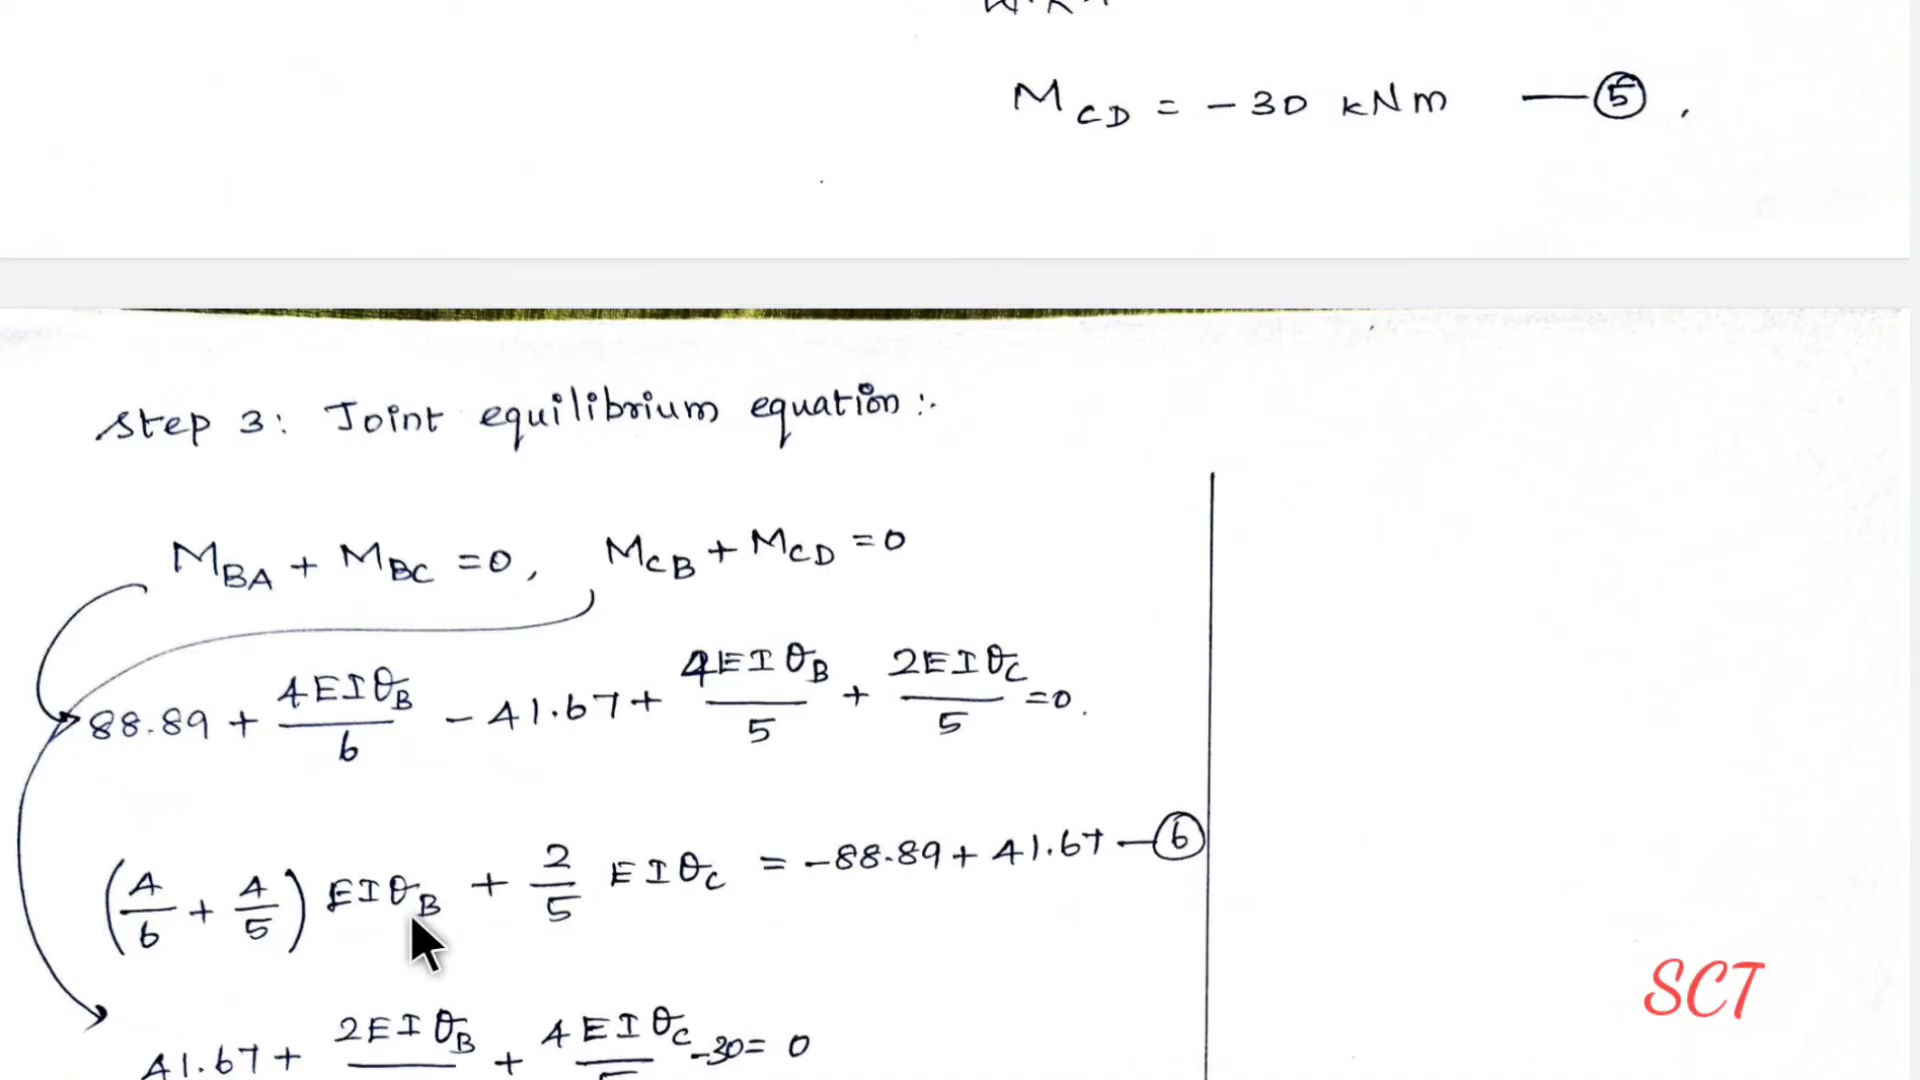 M_CD = - 30 kNm —⑤.
Step 3: Joint equilibrium equation :-
M_BA + M_BC = 0, M_CB + M_CD = 0
88.89 + 4EIθ_B/6 - 41.67 + 4EIθ_B/5 + 2EIθ_C/5 = 0.
(4/6 + 4/5) EIθ_B + 2/5 EIθ_C = -88.89 + 41.67 —⑥
41.67 + 2EIθ_B + 4EIθ_C/5 - 30 = 0
SCT